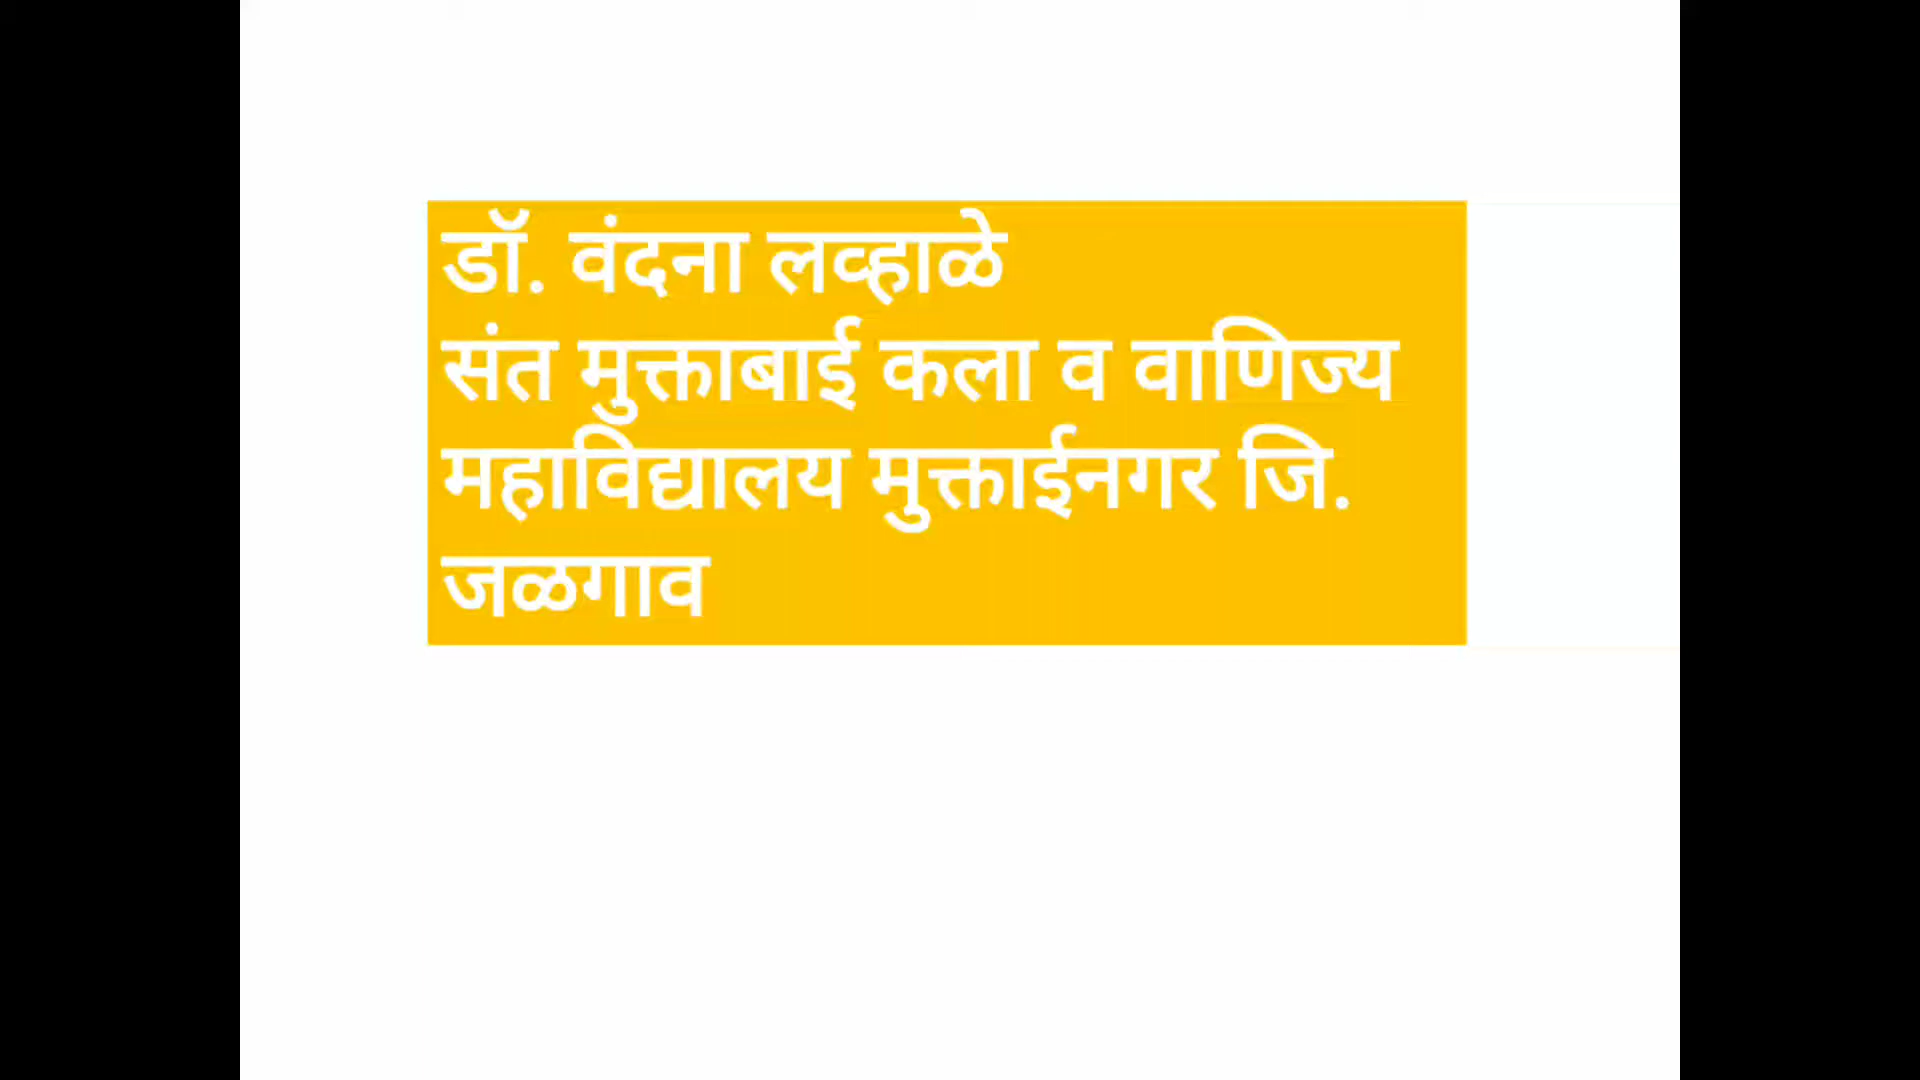 डॉ. वंदना लव्हाळे
संत मुक्ताबाई कला व वाणिज्य
महाविद्यालय मुक्ताईनगर जि.
जळगाव